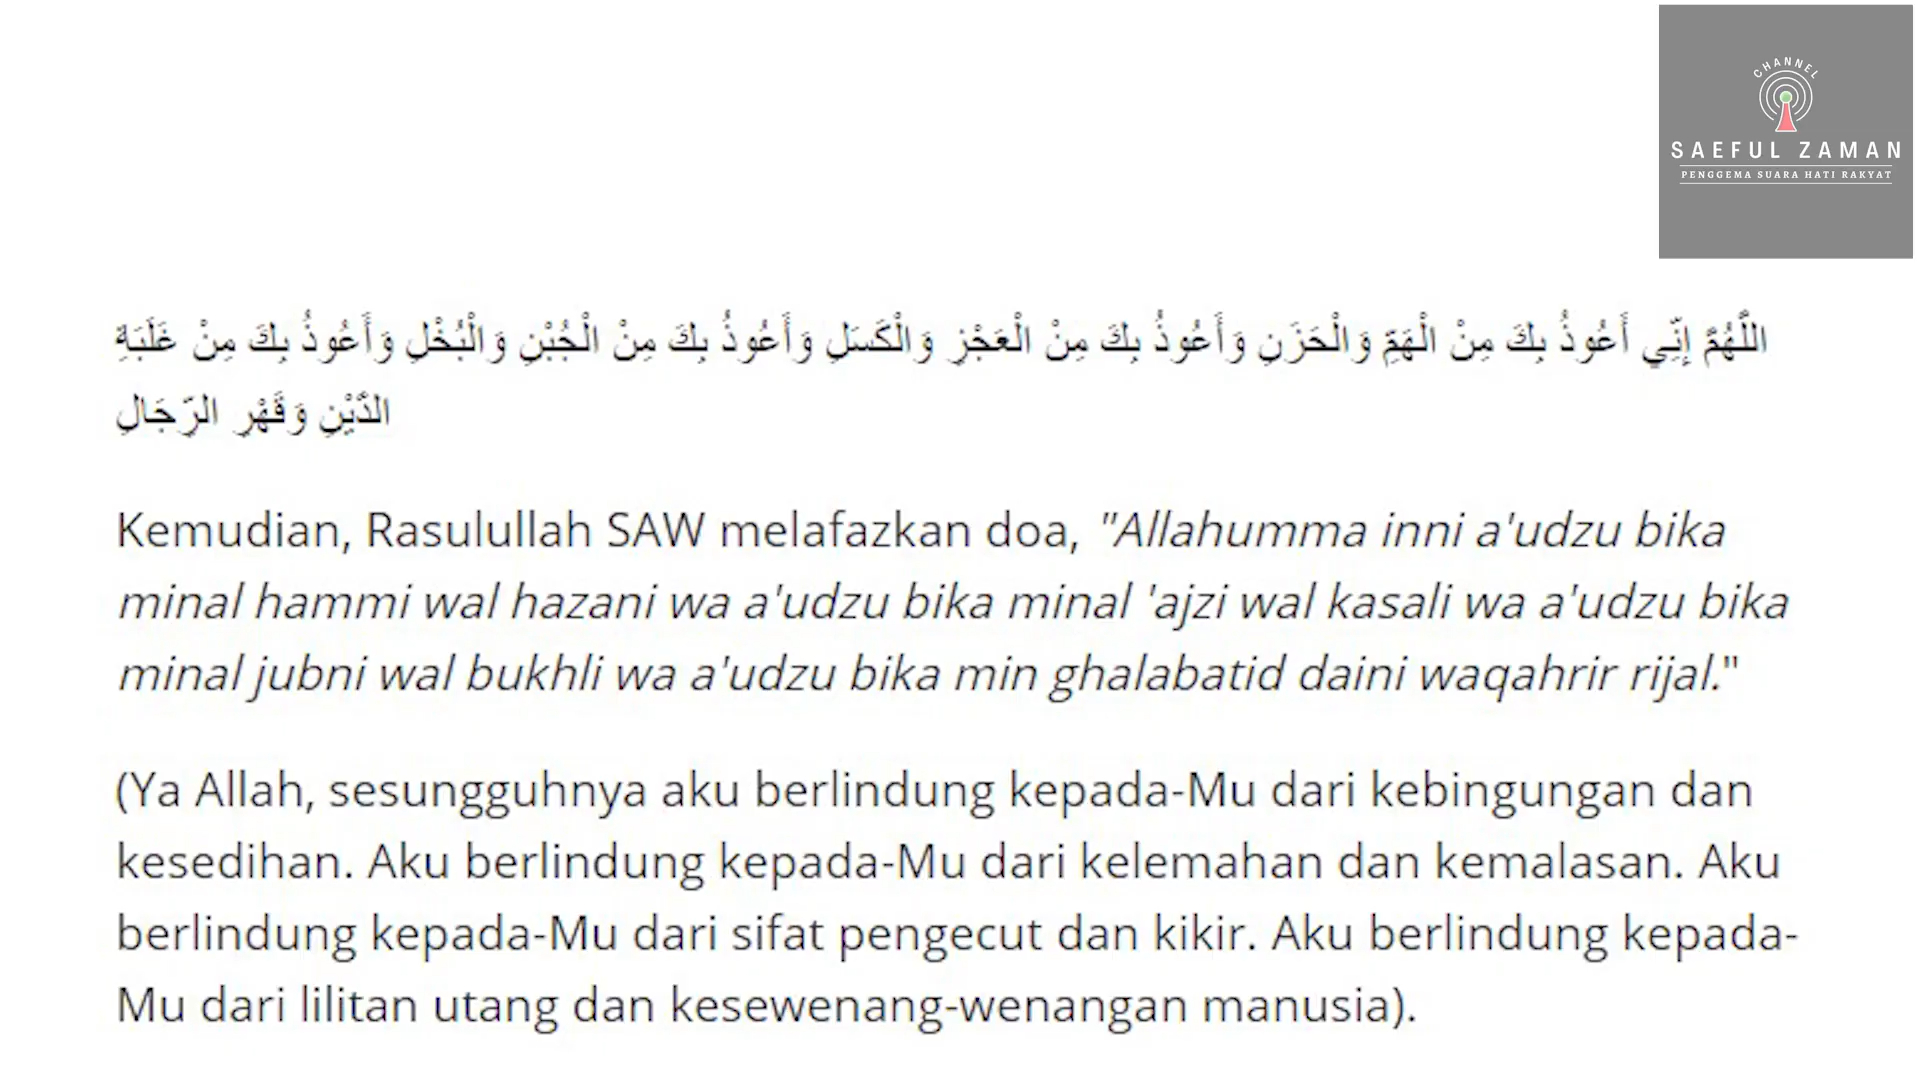 CHANNEL
SAEFUL ZAMAN
PENGGEMA SUARA HATI RAKYAT
اللَّهُمَّ إِنِّي أَعُوذُ بِكَ مِنْ الْهَمِّ وَالْحَزَنِ وَأَعُوذُ بِكَ مِنْ الْعَجْزِ وَالْكَسَلِ وَأَعُوذُ بِكَ مِنْ الْجُبْنِ وَالْبُخْلِ وَأَعُوذُ بِكَ مِنْ غَلَبَةِ
الدَّيْنِ وَقَهْرِ الرِّجَالِ
Kemudian, Rasulullah SAW melafazkan doa, "Allahumma inni a'udzu bika
minal hammi wal hazani wa a'udzu bika minal 'ajzi wal kasali wa a'udzu bika
minal jubni wal bukhli wa a'udzu bika min ghalabatid daini waqahrir rijal."
(Ya Allah, sesungguhnya aku berlindung kepada-Mu dari kebingungan dan
kesedihan. Aku berlindung kepada-Mu dari kelemahan dan kemalasan. Aku
berlindung kepada-Mu dari sifat pengecut dan kikir. Aku berlindung kepada-
Mu dari lilitan utang dan kesewenang-wenangan manusia).